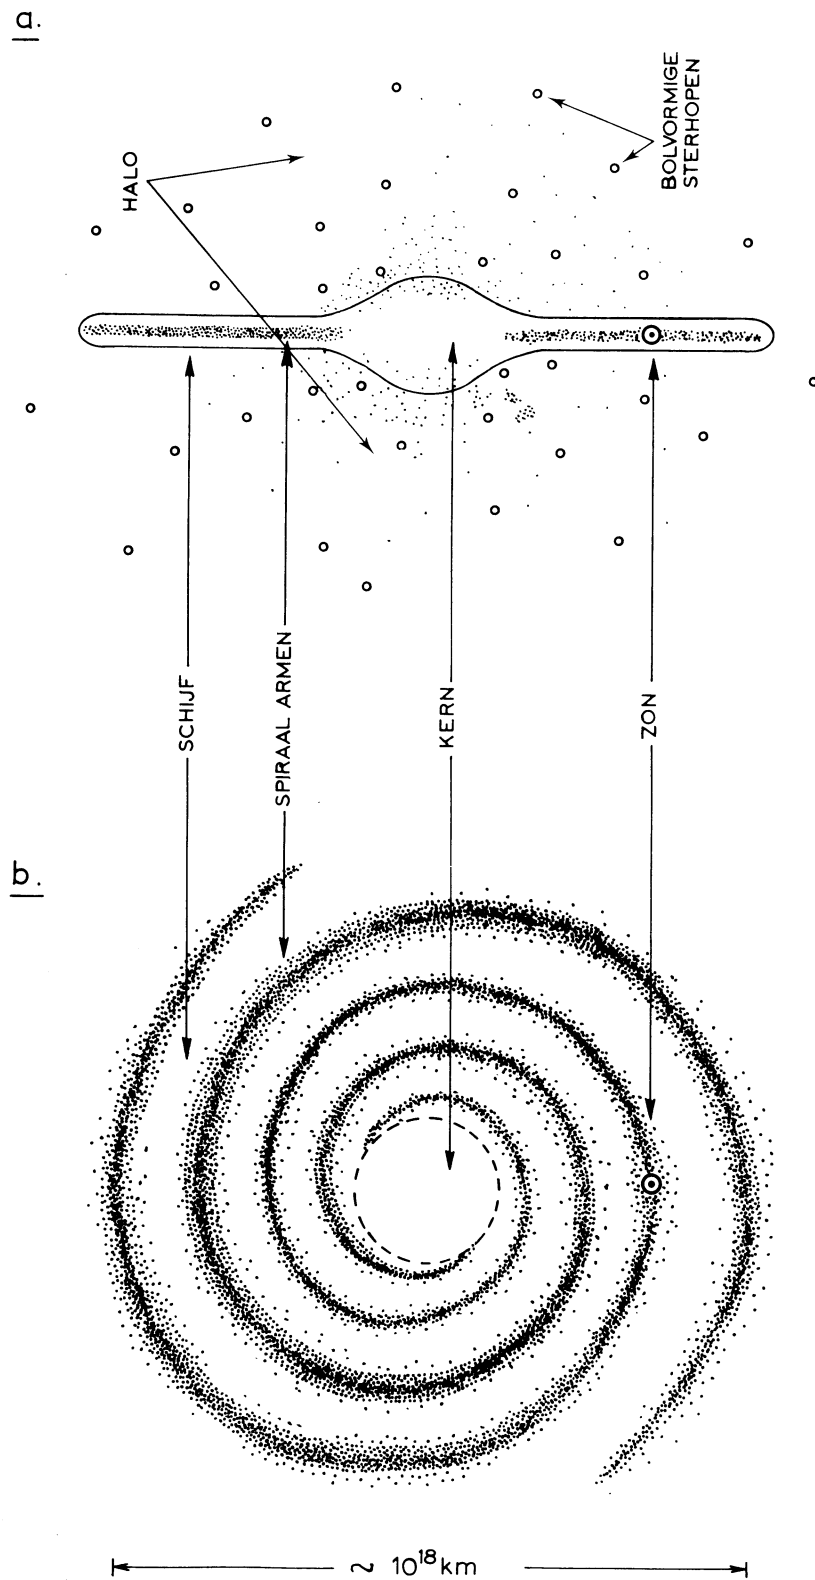 a.
BOLVORMIGE
STERHOPEN
HALO
SCHIJF
SPIRAAL ARMEN
KERN
ZON
b.
~ 10¹⁸ km